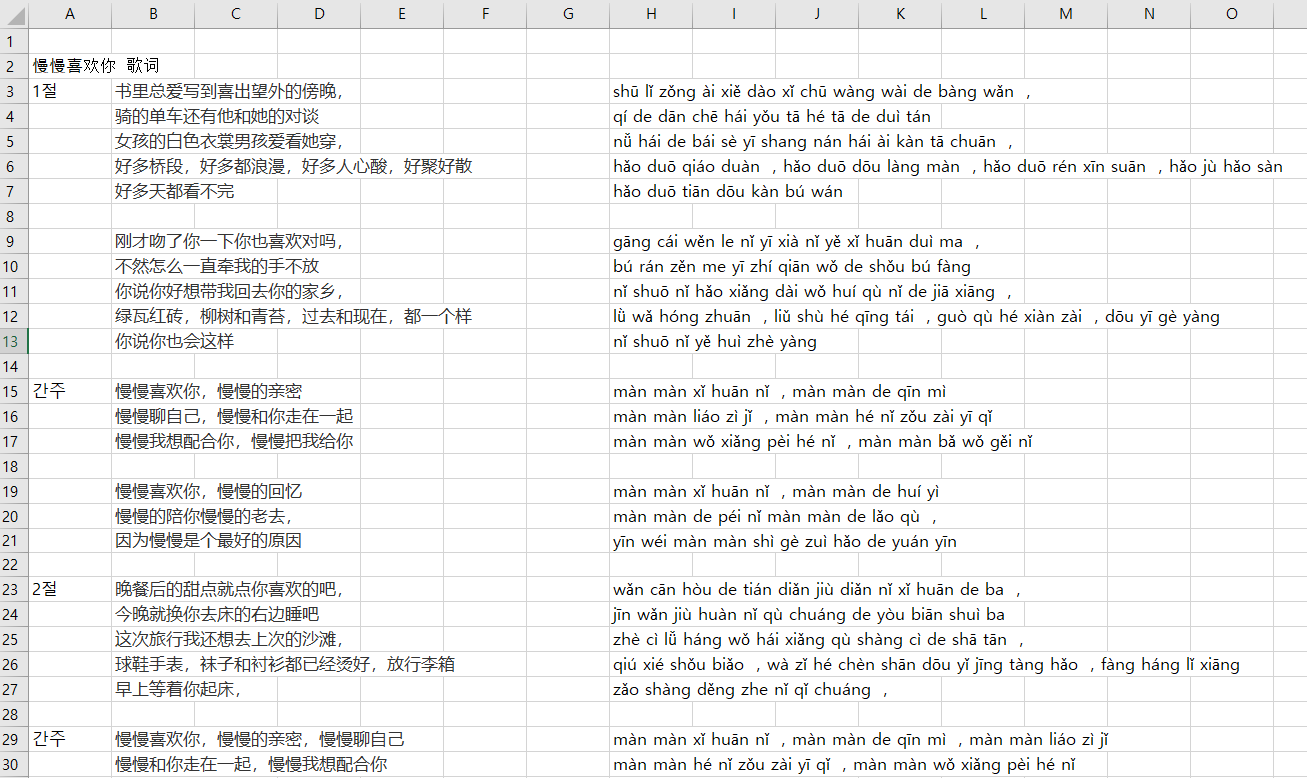 A B C D E F G H I J K L M N O
1
2 慢慢喜欢你 歌词
3 1절 书里总爱写到喜出望外的傍晚， shū lǐ zǒng ài xiě dào xǐ chū wàng wài de bàng wǎn ，
4 骑的单车还有他和她的对谈 qí de dān chē hái yǒu tā hé tā de duì tán
5 女孩的白色衣裳男孩爱看她穿， nǚ hái de bái sè yī shang nán hái ài kàn tā chuān ，
6 好多桥段，好多都浪漫，好多人心酸，好聚好散 hǎo duō qiáo duàn ，hǎo duō dōu làng màn ，hǎo duō rén xīn suān ，hǎo jù hǎo sàn
7 好多天都看不完 hǎo duō tiān dōu kàn bú wán
8
9 刚才吻了你一下你也喜欢对吗， gāng cái wěn le nǐ yī xià nǐ yě xǐ huān duì ma ，
10 不然怎么一直牵我的手不放 bú rán zěn me yī zhí qiān wǒ de shǒu bú fàng
11 你说你好想带我回去你的家乡， nǐ shuō nǐ hǎo xiǎng dài wǒ huí qù nǐ de jiā xiāng ，
12 绿瓦红砖，柳树和青苔，过去和现在，都一个样 lǜ wǎ hóng zhuān ，liǔ shù hé qīng tái ，guò qù hé xiàn zài ，dōu yī gè yàng
13 你说你也会这样 nǐ shuō nǐ yě huì zhè yàng
14
15 간주 慢慢喜欢你，慢慢的亲密 màn màn xǐ huān nǐ ，màn màn de qīn mì
16 慢慢聊自己，慢慢和你走在一起 màn màn liáo zì jǐ ，màn màn hé nǐ zǒu zài yī qǐ
17 慢慢我想配合你，慢慢把我给你 màn màn wǒ xiǎng pèi hé nǐ ，màn màn bǎ wǒ gěi nǐ
18
19 慢慢喜欢你，慢慢的回忆 màn màn xǐ huān nǐ ，màn màn de huí yì
20 慢慢的陪你慢慢的老去， màn màn de péi nǐ màn màn de lǎo qù ，
21 因为慢慢是个最好的原因 yīn wéi màn màn shì gè zuì hǎo de yuán yīn
22
23 2절 晚餐后的甜点就点你喜欢的吧， wǎn cān hòu de tián diǎn jiù diǎn nǐ xǐ huān de ba ，
24 今晚就换你去床的右边睡吧 jīn wǎn jiù huàn nǐ qù chuáng de yòu biān shuì ba
25 这次旅行我还想去上次的沙滩， zhè cì lǚ háng wǒ hái xiǎng qù shàng cì de shā tān ，
26 球鞋手表，袜子和衬衫都已经烫好，放行李箱 qiú xié shǒu biǎo ，wà zǐ hé chèn shān dōu yǐ jīng tàng hǎo ，fàng háng lǐ xiāng
27 早上等着你起床， zǎo shàng děng zhe nǐ qǐ chuáng ，
28
29 간주 慢慢喜欢你，慢慢的亲密，慢慢聊自己 màn màn xǐ huān nǐ ，màn màn de qīn mì ，màn màn liáo zì jǐ
30 慢慢和你走在一起，慢慢我想配合你 màn màn hé nǐ zǒu zài yī qǐ ，màn màn wǒ xiǎng pèi hé nǐ